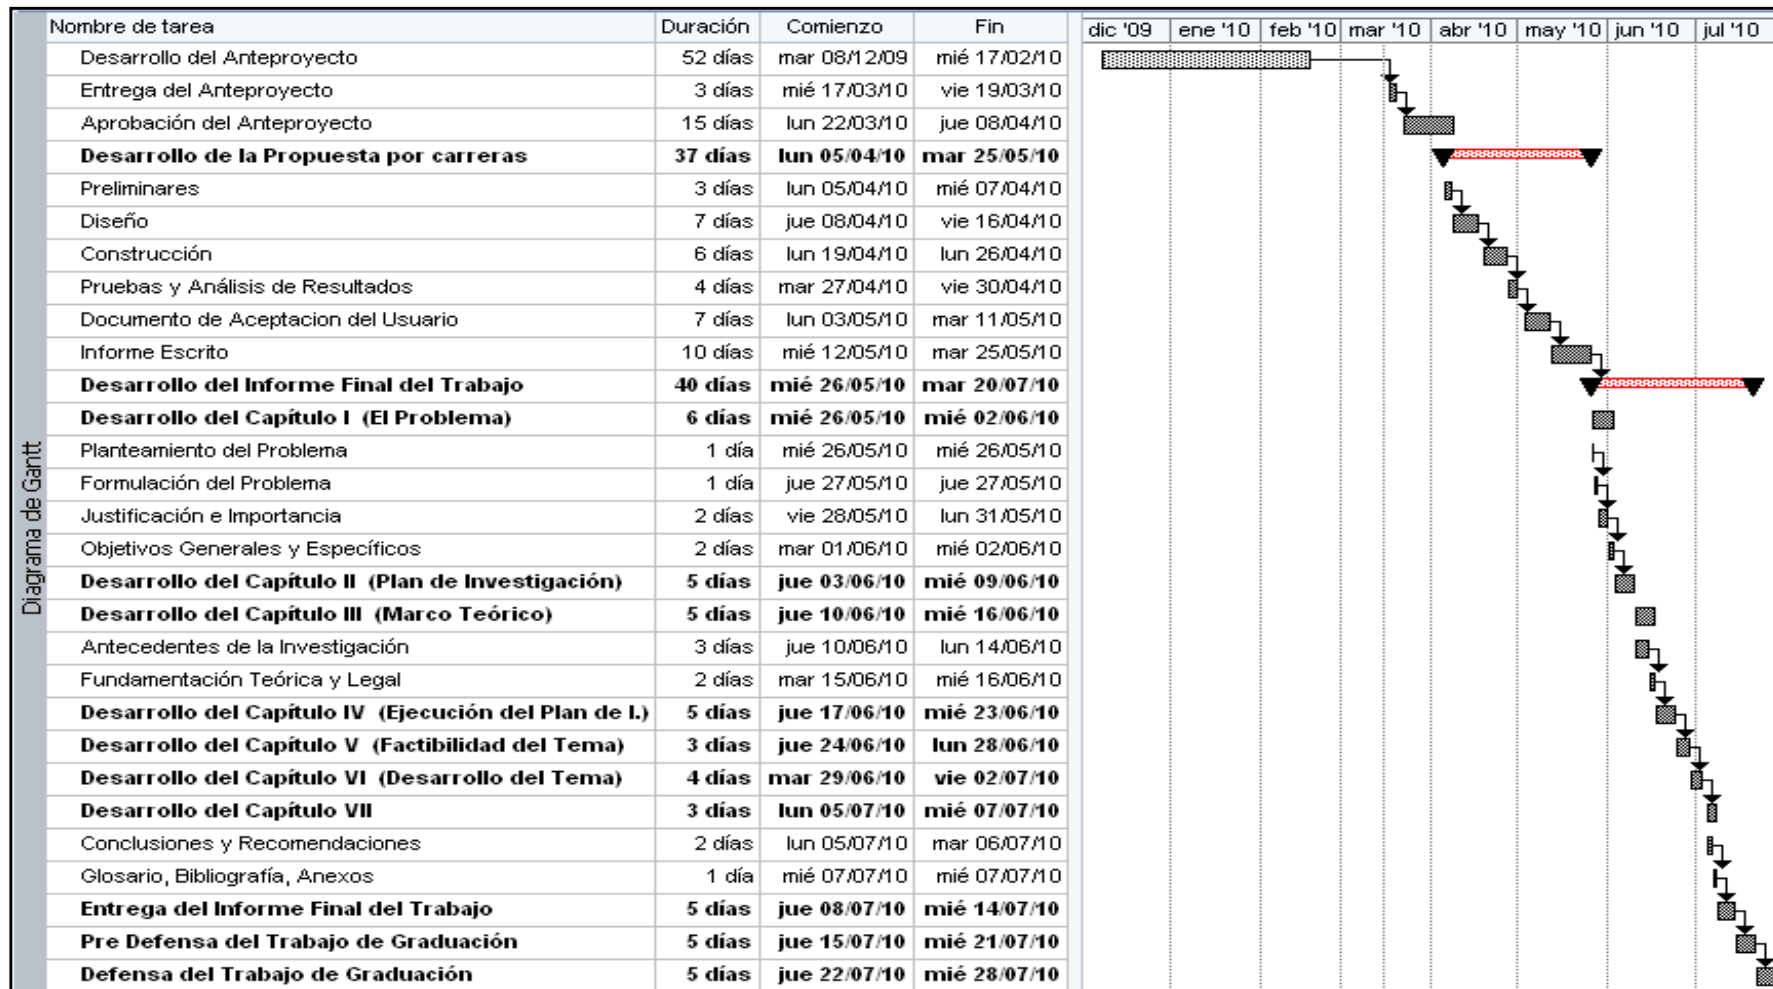 Nombre de tarea Duración Comienzo Fin dic '09 ene '10 feb '10 mar '10 abr '10 may '10 jun '10 jul '10
Desarrollo del Anteproyecto 52 días mar 08/12/09 mié 17/02/10
Entrega del Anteproyecto 3 días mié 17/03/10 vie 19/03/10
Aprobación del Anteproyecto 15 días lun 22/03/10 jue 08/04/10
Desarrollo de la Propuesta por carreras 37 días lun 05/04/10 mar 25/05/10
Preliminares 3 días lun 05/04/10 mié 07/04/10
Diseño 7 días jue 08/04/10 vie 16/04/10
Construcción 6 días lun 19/04/10 lun 26/04/10
Pruebas y Análisis de Resultados 4 días mar 27/04/10 vie 30/04/10
Documento de Aceptacion del Usuario 7 días lun 03/05/10 mar 11/05/10
Informe Escrito 10 días mié 12/05/10 mar 25/05/10
Desarrollo del Informe Final del Trabajo 40 días mié 26/05/10 mar 20/07/10
Desarrollo del Capítulo I (El Problema) 6 días mié 26/05/10 mié 02/06/10
Planteamiento del Problema 1 día mié 26/05/10 mié 26/05/10
Formulación del Problema 1 día jue 27/05/10 jue 27/05/10
Justificación e Importancia 2 días vie 28/05/10 lun 31/05/10
Objetivos Generales y Específicos 2 días mar 01/06/10 mié 02/06/10
Desarrollo del Capítulo II (Plan de Investigación) 5 días jue 03/06/10 mié 09/06/10
Desarrollo del Capítulo III (Marco Teórico) 5 días jue 10/06/10 mié 16/06/10
Antecedentes de la Investigación 3 días jue 10/06/10 lun 14/06/10
Fundamentación Teórica y Legal 2 días mar 15/06/10 mié 16/06/10
Desarrollo del Capítulo IV (Ejecución del Plan de I.) 5 días jue 17/06/10 mié 23/06/10
Desarrollo del Capítulo V (Factibilidad del Tema) 3 días jue 24/06/10 lun 28/06/10
Desarrollo del Capítulo VI (Desarrollo del Tema) 4 días mar 29/06/10 vie 02/07/10
Desarrollo del Capítulo VII 3 días lun 05/07/10 mié 07/07/10
Conclusiones y Recomendaciones 2 días lun 05/07/10 mar 06/07/10
Glosario, Bibliografía, Anexos 1 día mié 07/07/10 mié 07/07/10
Entrega del Informe Final del Trabajo 5 días jue 08/07/10 mié 14/07/10
Pre Defensa del Trabajo de Graduación 5 días jue 15/07/10 mié 21/07/10
Defensa del Trabajo de Graduación 5 días jue 22/07/10 mié 28/07/10
Diagrama de Gantt